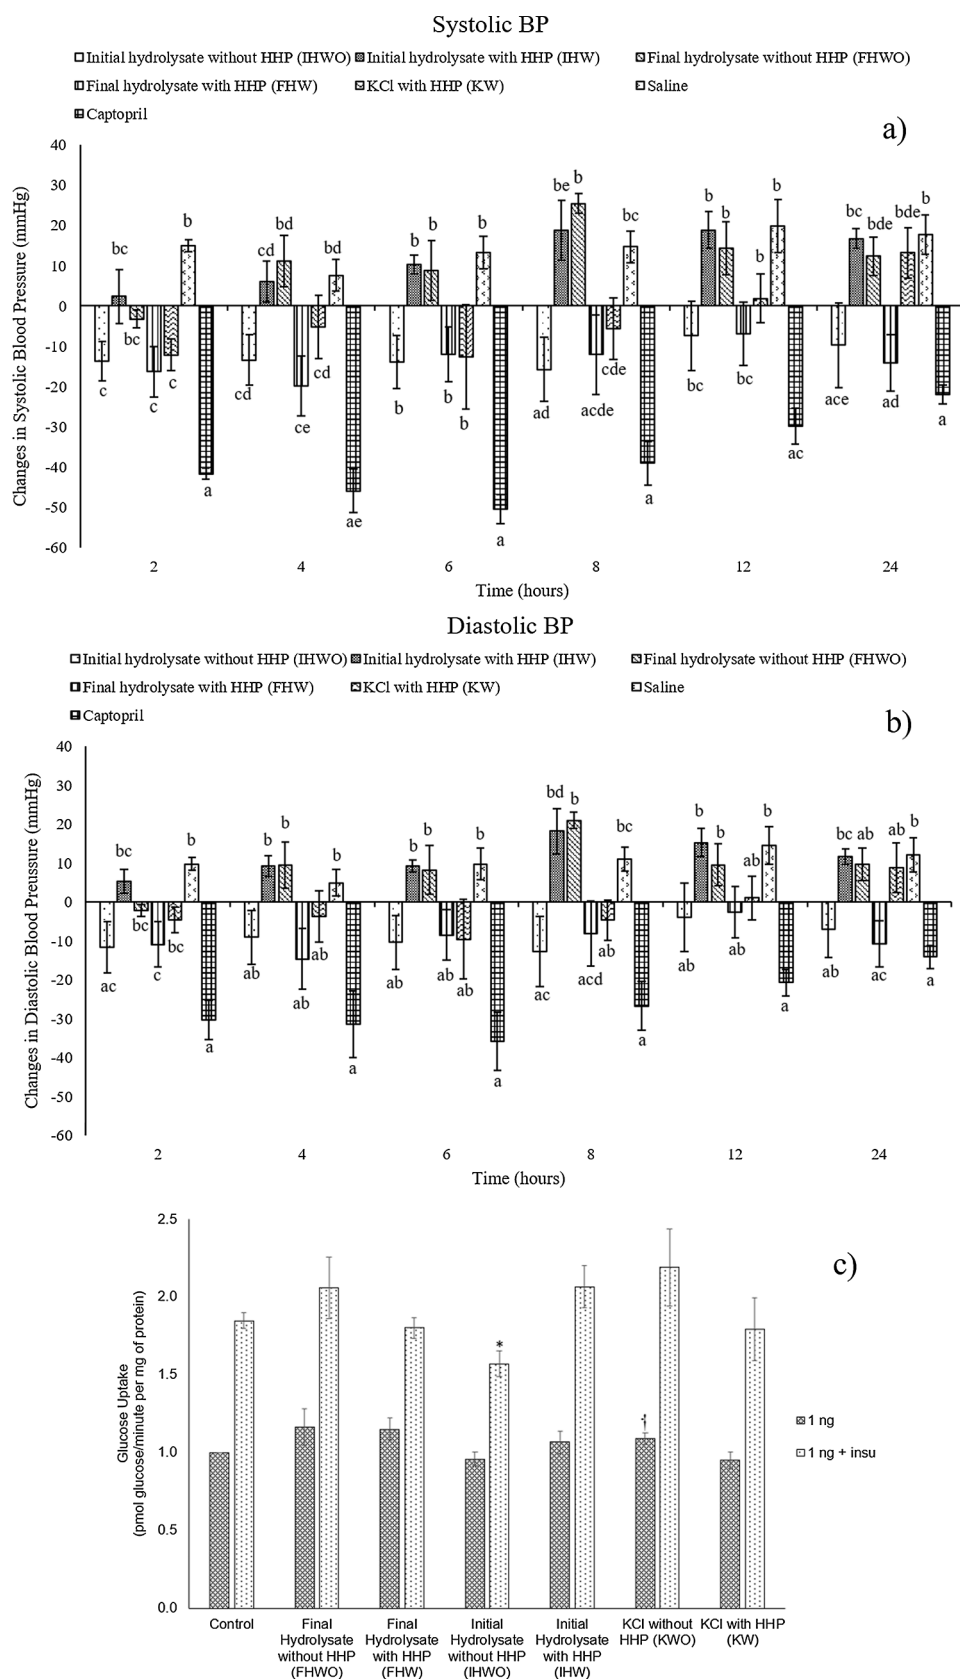 Systolic BP
Initial hydrolysate without HHP (IHWO) Initial hydrolysate with HHP (IHW) Final hydrolysate without HHP (FHWO)
Final hydrolysate with HHP (FHW) KCl with HHP (KW) Saline
Captopril
a)
Changes in Systolic Blood Pressure (mmHg)
40
30
20
10
0
-10
-20
-30
-40
-50
-60
c bc bc c c b a
cd cd bd ce cd bd ae
b b b b b b a
ad be b acde cde bc a
bc b b bc b b ac
ace bc bde ad bde b a
2 4 6 8 12 24
Time (hours)
Diastolic BP
Initial hydrolysate without HHP (IHWO) Initial hydrolysate with HHP (IHW) Final hydrolysate without HHP (FHWO)
Final hydrolysate with HHP (FHW) KCl with HHP (KW) Saline
Captopril
b)
Changes in Diastolic Blood Preussure (mmHg)
40
30
20
10
0
-10
-20
-30
-40
-50
-60
ac bc bc c bc b a
ab b b ab ab b a
ab b b ab ab b a
ac bd b acd bc a
ab b b ab ab b a
ab bc ab ac ab b a
2 4 6 8 12 24
Time (hours)
c)
Glucose Uptake
(pmol glucose/minute per mg of protein)
2.5
2.0
1.5
1.0
0.5
0.0
*
1 ng
1 ng + insu
Control Final Final Initial Initial KCl without KCl with HHP
Hydrolysate Hydrolysate Hydrolysate Hydrolysate HHP (KWO) (KW)
without HHP with HHP without HHP with HHP
(FHWO) (FHW) (IHWO) (IHW)